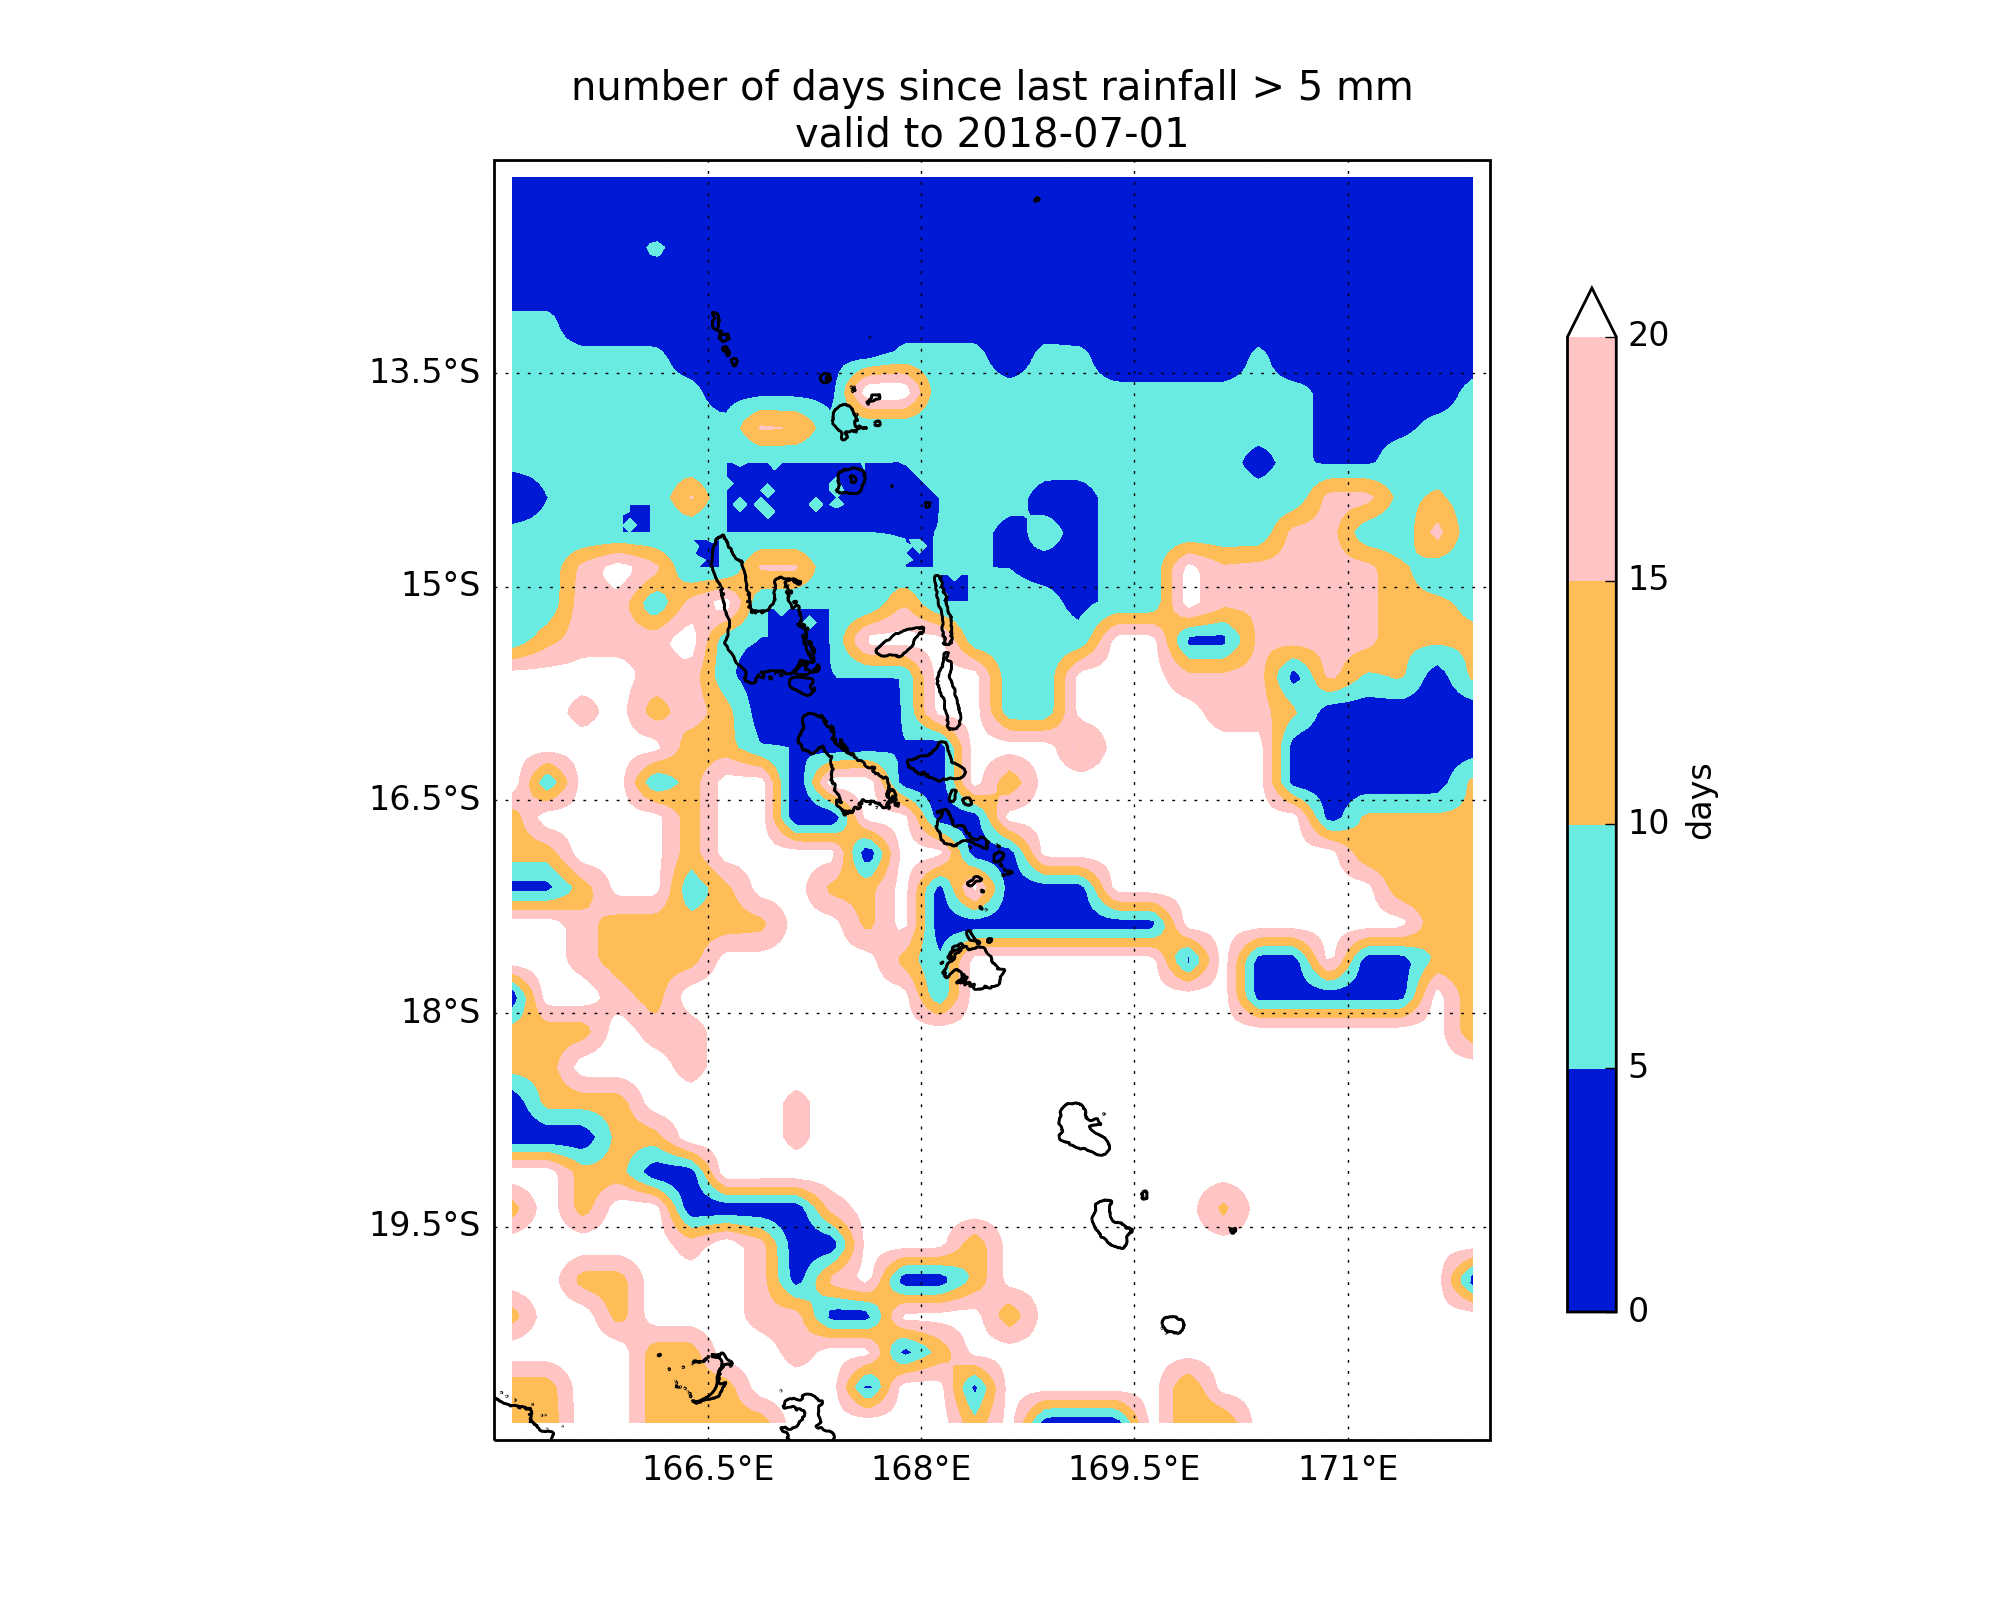 number of days since last rainfall > 5 mm
valid to 2018-07-01
13.5°S
15°S
16.5°S
18°S
19.5°S
166.5°E
168°E
169.5°E
171°E
20
15
10
5
0
days